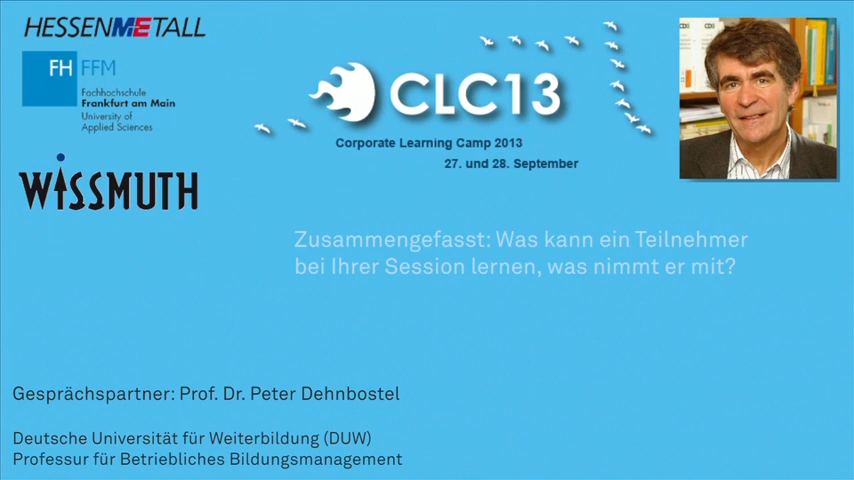 HESSENMETALL
FH FFM
Fachhochschule
Frankfurt am Main
University of
Applied Sciences
WISSMUTH
CLC13
Corporate Learning Camp 2013
27. und 28. September
Zusammengefasst: Was kann ein Teilnehmer
bei Ihrer Session lernen, was nimmt er mit?
Gesprächspartner: Prof. Dr. Peter Dehnbostel
Deutsche Universität für Weiterbildung (DUW)
Professur für Betriebliches Bildungsmanagement